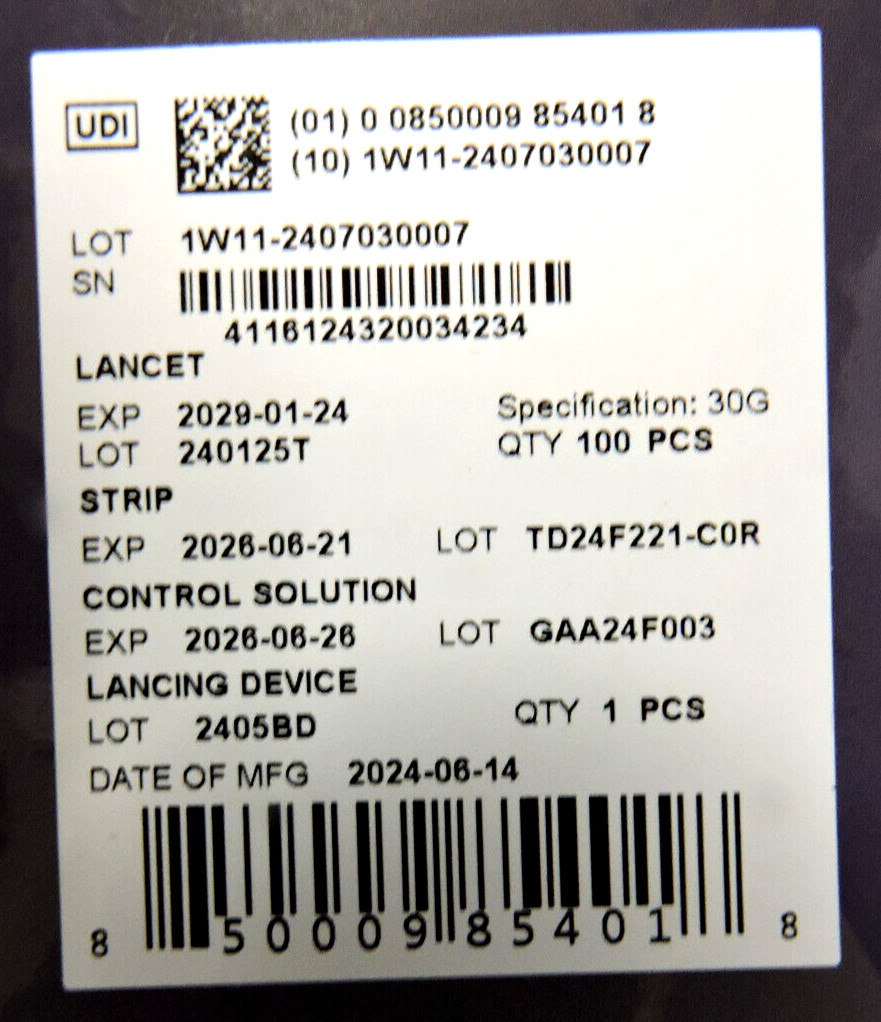 UDI
(01) 0 0850009 85401 8
(10) 1W11-2407030007
LOT 1W11-2407030007
SN
4116124320034234
LANCET
EXP 2029-01-24 Specification: 30G
LOT 240125T QTY 100 PCS
STRIP
EXP 2026-06-21 LOT TD24F221-C0R
CONTROL SOLUTION
EXP 2026-06-26 LOT GAA24F003
LANCING DEVICE
LOT 2405BD QTY 1 PCS
DATE OF MFG 2024-06-14
8 50009 85401 8